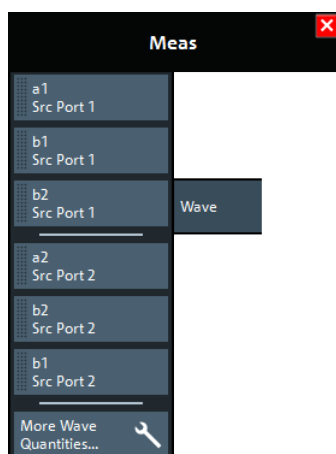 Meas
a1
Src Port 1
b1
Src Port 1
b2
Src Port 1
Wave
a2
Src Port 2
b2
Src Port 2
b1
Src Port 2
More Wave
Quantities...